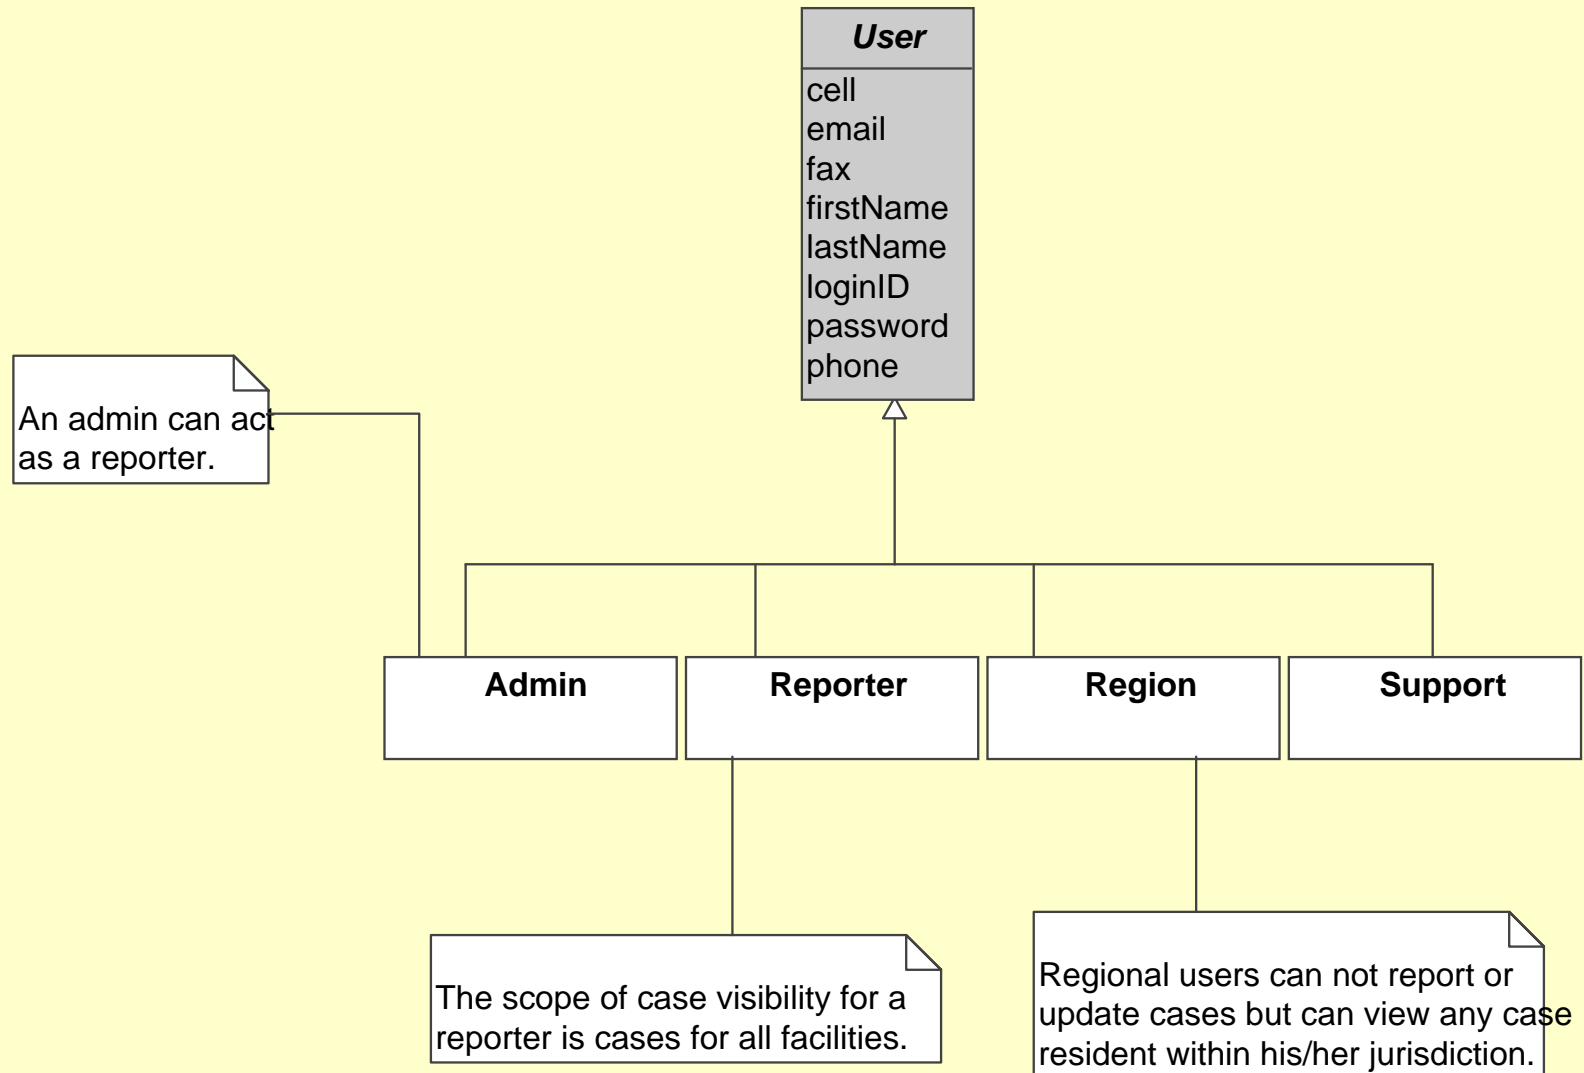 User
cell
email
fax
firstName
lastName
loginID
password
phone
An admin can act
as a reporter.
Admin
Reporter
Region
Support
The scope of case visibility for a
reporter is cases for all facilities.
Regional users can not report or
update cases but can view any case
resident within his/her jurisdiction.